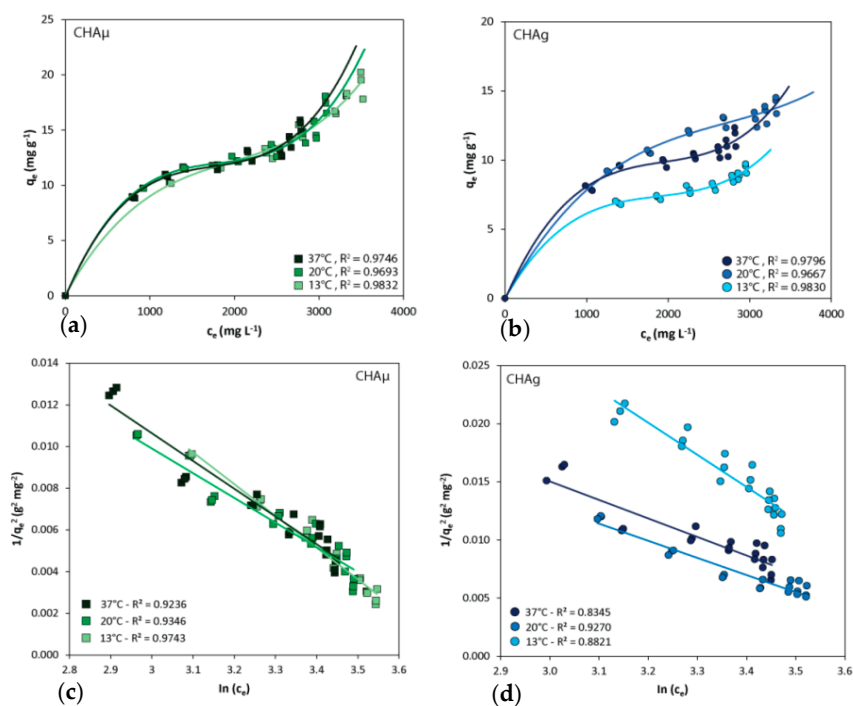 CHAμ
25
20
15
10
5
0
qe (mg g-1)
37°C , R² = 0.9746
20°C , R² = 0.9693
13°C , R² = 0.9832
0 1000 2000 3000 4000
(a)
ce (mg L-1)
CHAg
20
15
10
5
0
qe (mg g-1)
37°C , R² = 0.9796
20°C , R² = 0.9667
13°C , R² = 0.9830
0 1000 2000 3000 4000
(b)
ce (mg L-1)
CHAμ
0.014
0.012
0.010
0.008
0.006
0.004
0.002
0.000
1/qe² (g² mg-2)
37°C - R² = 0.9236
20°C - R² = 0.9346
13°C - R² = 0.9743
2.8 2.9 3 3.1 3.2 3.3 3.4 3.5 3.6
(c)
ln (ce)
CHAg
0.025
0.020
0.015
0.010
0.005
0.000
1/qe² (g² mg-2)
37°C - R² = 0.8345
20°C - R² = 0.9270
13°C - R² = 0.8821
2.9 3.0 3.1 3.2 3.3 3.4 3.5 3.6
(d)
ln (ce)